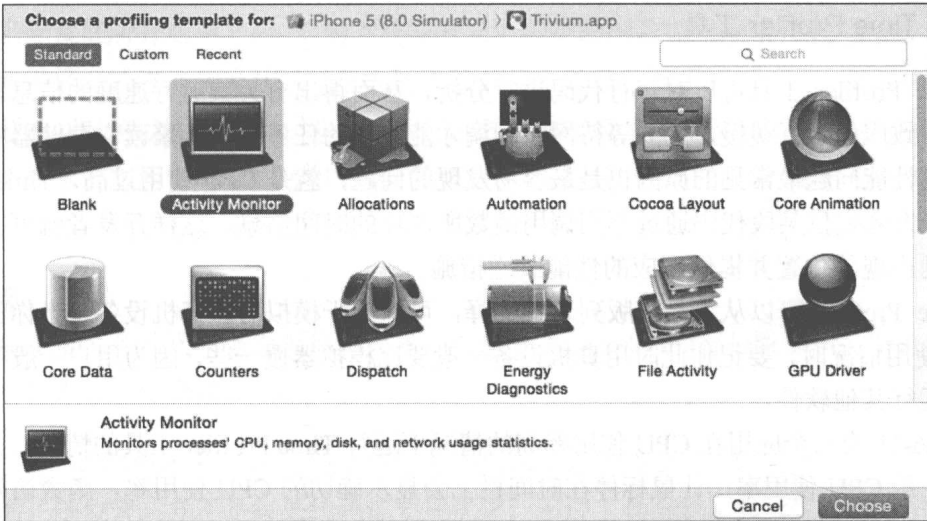 Choose a profiling template for: iPhone 5 (8.0 Simulator) › Trivium.app
Standard Custom Recent Search
Blank Activity Monitor Allocations Automation Cocoa Layout Core Animation
Core Data Counters Dispatch Energy Diagnostics File Activity GPU Driver
Activity Monitor
Monitors processes' CPU, memory, disk, and network usage statistics.
Cancel Choose